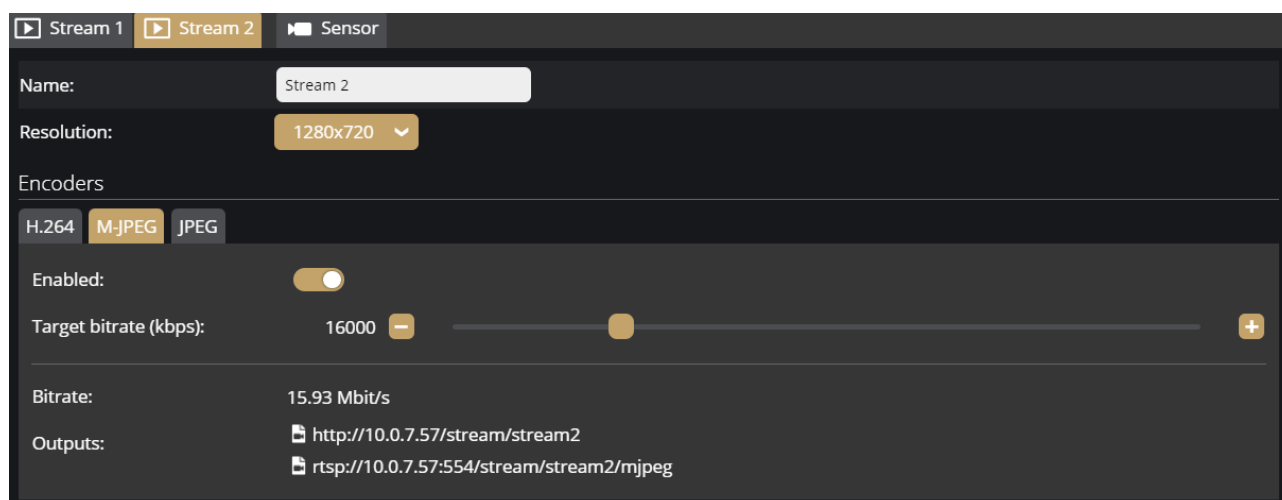 Stream 1 Stream 2 Sensor
Name: Stream 2
Resolution: 1280x720
Encoders
H.264 M-JPEG JPEG
Enabled:
Target bitrate (kbps): 16000
Bitrate: 15.93 Mbit/s
Outputs: http://10.0.7.57/stream/stream2
rtsp://10.0.7.57:554/stream/stream2/mjpeg